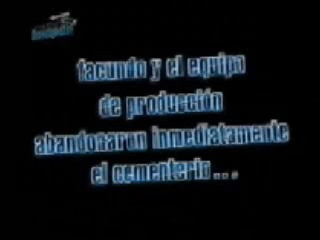 facundo y el equipo
de producción
abandonaron inmediatamente
el cementerio...